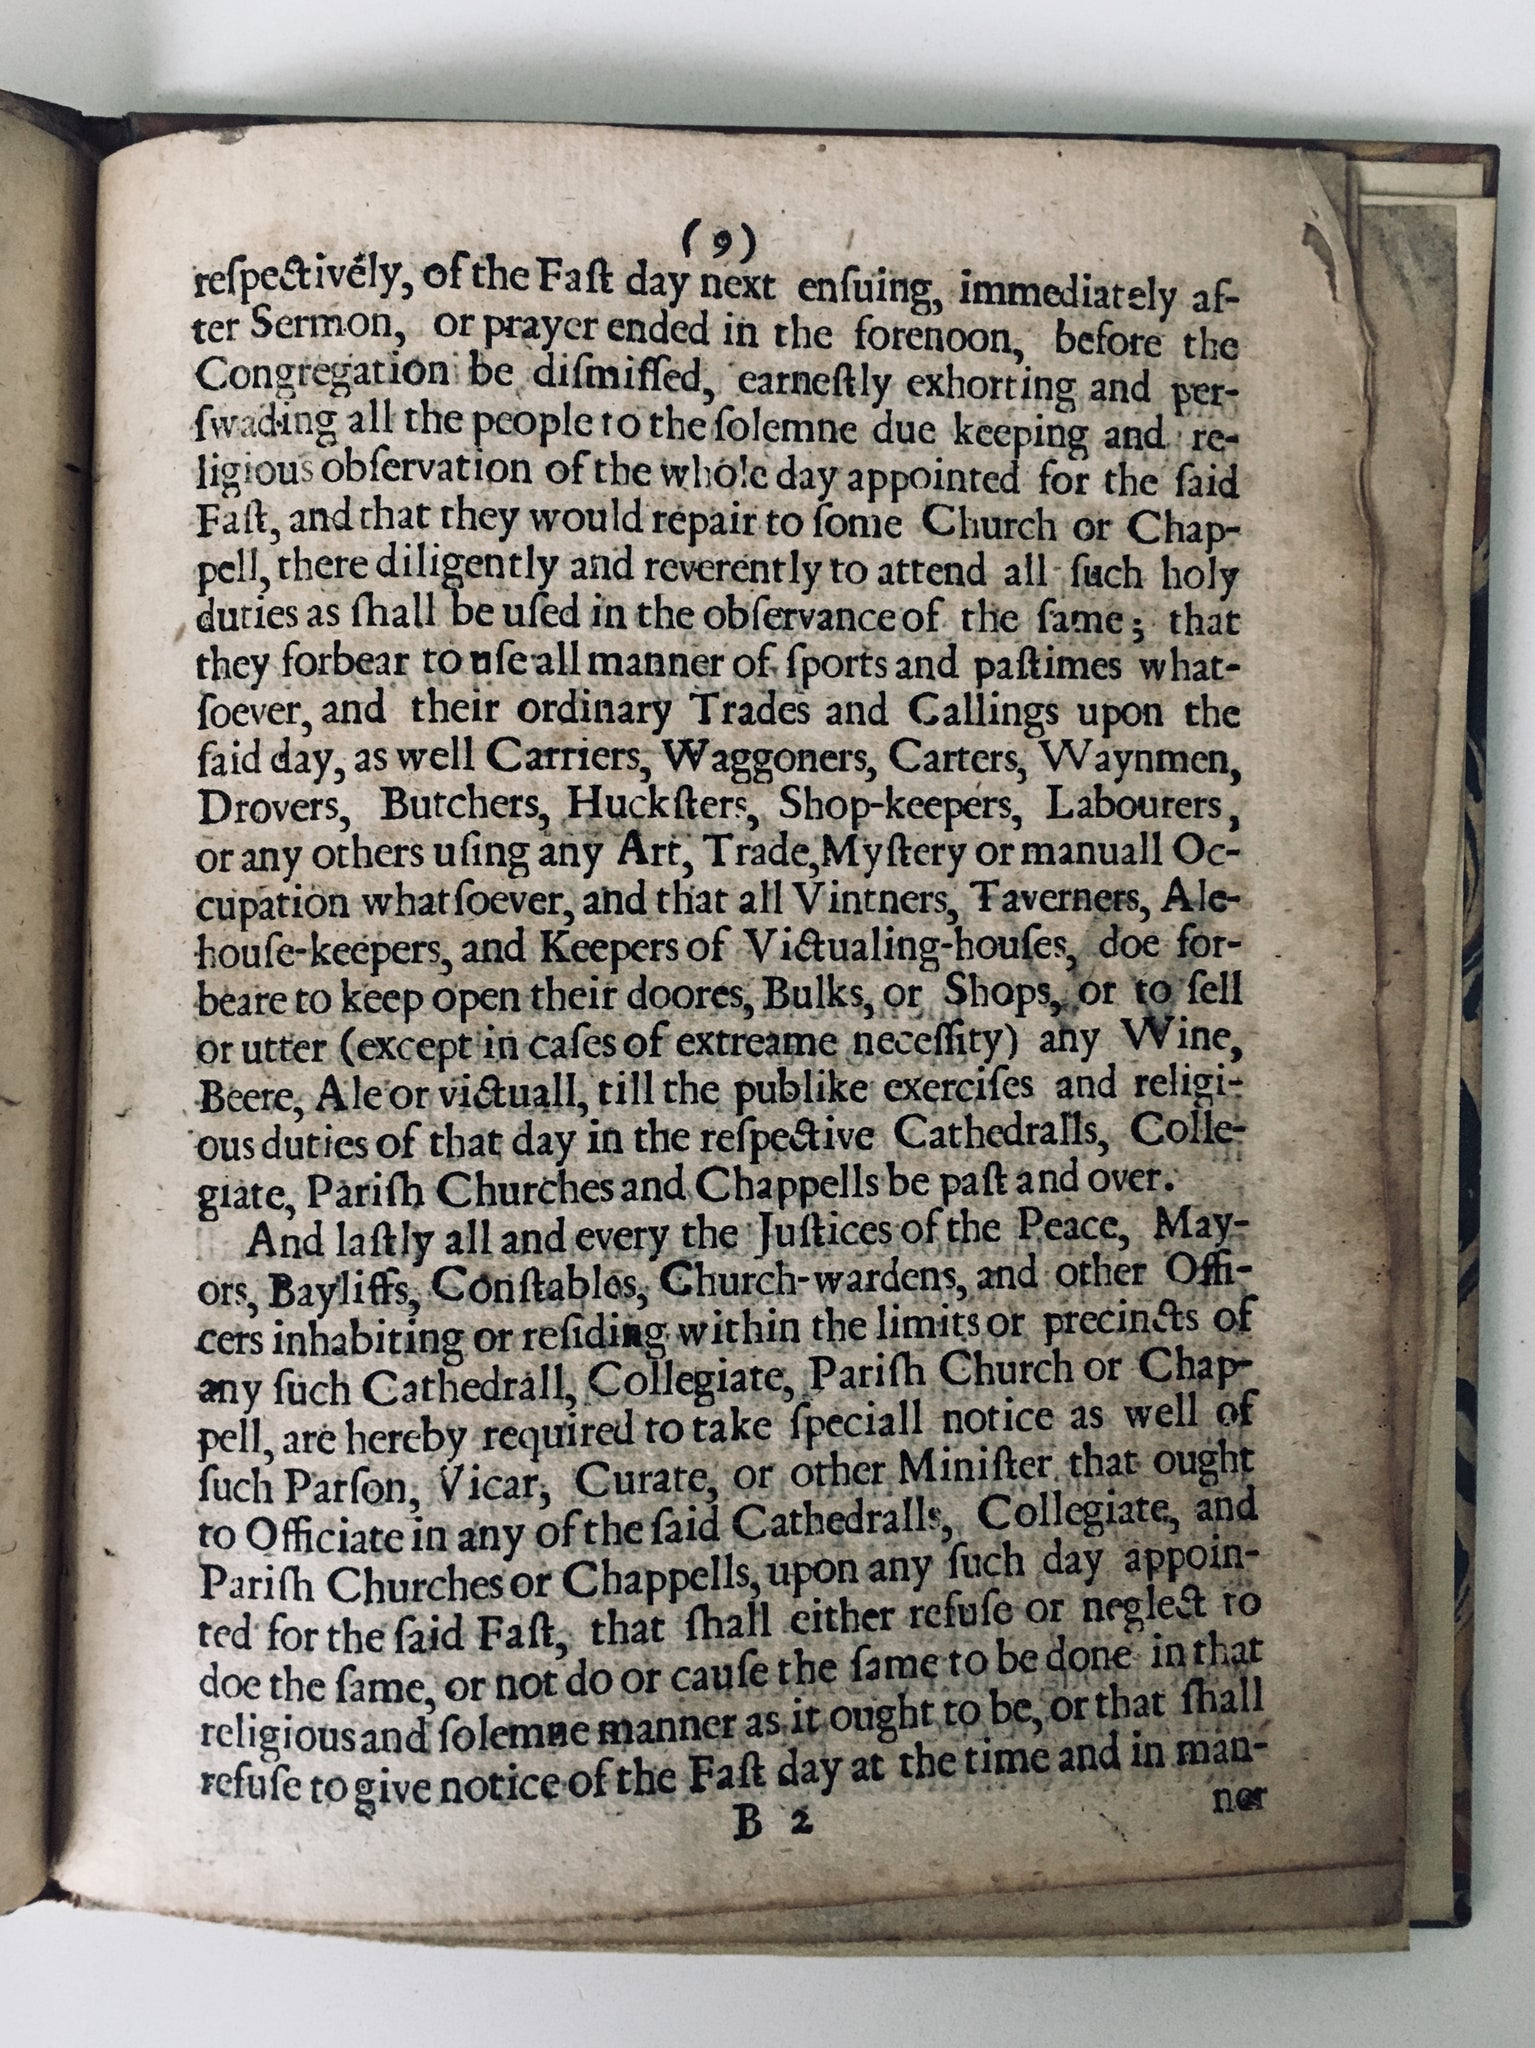 (9)
reſpectively, of the Faſt day next enſuing, immediately af-
ter Sermon, or prayer ended in the forenoon, before the
Congregation be diſmiſſed, earneſtly exhorting and per-
ſwading all the people to the ſolemne due keeping and re-
ligious obſervation of the whole day appointed for the ſaid
Faſt, and that they would repair to ſome Church or Chap-
pell, there diligently and reverently to attend all ſuch holy
duties as ſhall be uſed in the obſervance of the ſame; that
they forbear to uſe all manner of ſports and paſtimes what-
ſoever, and their ordinary Trades and Callings upon the
ſaid day, as well Carriers, Waggoners, Carters, Waynmen,
Drovers, Butchers, Huckſters, Shop-keepers, Labourers,
or any others uſing any Art, Trade, Myſtery or manuall Oc-
cupation whatſoever, and that all Vintners, Taverners, Ale-
houſe-keepers, and Keepers of Victualing-houſes, doe for-
beare to keep open their doores, Bulks, or Shops, or to ſell
or utter (except in caſes of extreame neceſſity) any Wine,
Beere, Ale or victuall, till the publike exerciſes and religi-
ous duties of that day in the reſpective Cathedralls, Colle-
giate, Pariſh Churches and Chappells be paſt and over.
And laſtly all and every the Juſtices of the Peace, May-
ors, Bayliffs, Conſtables, Church-wardens, and other Offi-
cers inhabiting or reſiding within the limits or precincts of
any ſuch Cathedrall, Collegiate, Pariſh Church or Chap-
pell, are hereby required to take ſpeciall notice as well of
ſuch Parſon, Vicar, Curate, or other Miniſter that ought
to Officiate in any of the ſaid Cathedralls, Collegiate, and
Pariſh Churches or Chappells, upon any ſuch day appoin-
ted for the ſaid Faſt, that ſhall either refuſe or neglect to
doe the ſame, or not do or cauſe the ſame to be done in that
religious and ſolemne manner as it ought to be, or that ſhall
refuſe to give notice of the Faſt day at the time and in man-
B 2
ner